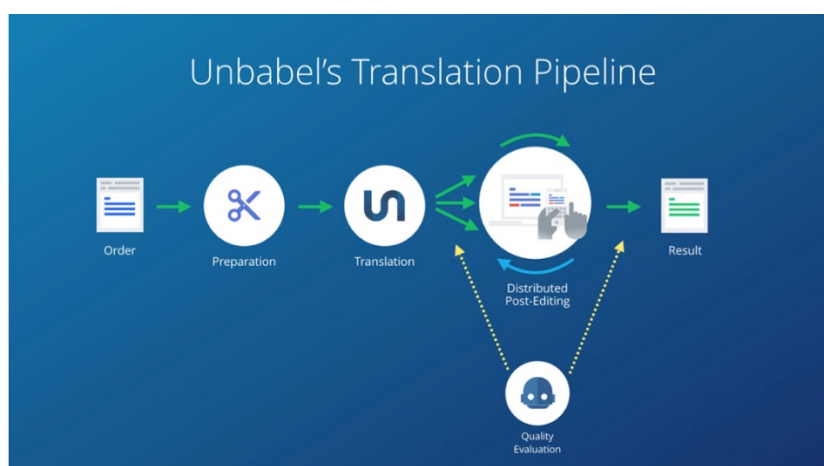 Unbabel's Translation Pipeline
Order
Preparation
Translation
Distributed
Post-Editing
Result
Quality
Evaluation